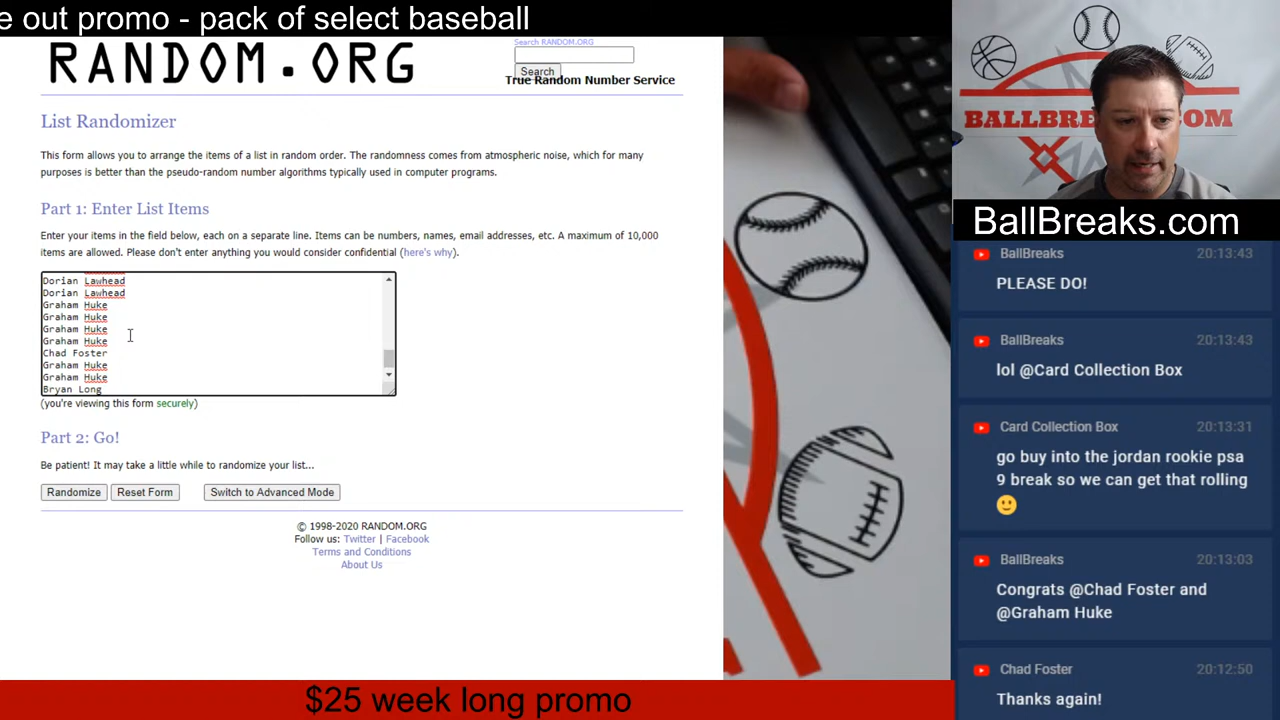 e out promo - pack of select baseball
RANDOM.ORG
Search RANDOM.ORG
Search
True Random Number Service
List Randomizer
This form allows you to arrange the items of a list in random order. The randomness comes from atmospheric noise, which for many
purposes is better than the pseudo-random number algorithms typically used in computer programs.
Part 1: Enter List Items
Enter your items in the field below, each on a separate line. Items can be numbers, names, email addresses, etc. A maximum of 10,000
items are allowed. Please don't enter anything you would consider confidential (here's why).
Dorian Lawhead
Dorian Lawhead
Graham Huke
Graham Huke
Graham Huke
Graham Huke
Chad Foster
Graham Huke
Graham Huke
Bryan Long
(you're viewing this form securely)
Part 2: Go!
Be patient! It may take a little while to randomize your list...
Randomize
Reset Form
Switch to Advanced Mode
© 1998-2020 RANDOM.ORG
Follow us: Twitter | Facebook
Terms and Conditions
About Us
$25 week long promo
BallBreaks.com
BallBreaks 20:13:43
PLEASE DO!
BallBreaks 20:13:43
lol @Card Collection Box
Card Collection Box 20:13:31
go buy into the jordan rookie psa
9 break so we can get that rolling
BallBreaks 20:13:03
Congrats @Chad Foster and
@Graham Huke
Chad Foster 20:12:50
Thanks again!